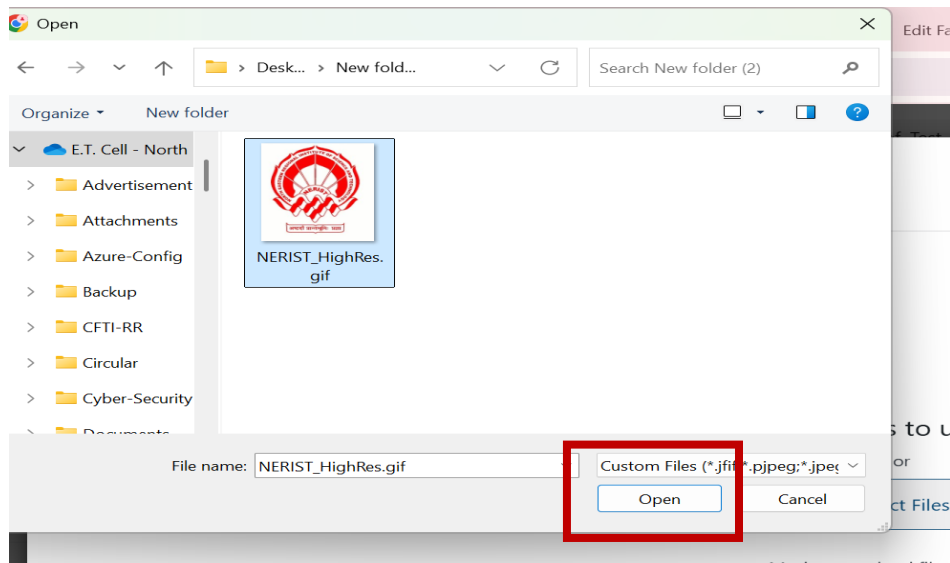 Open
Edit Fa
Desk... > New fold...
Search New folder (2)
Organize
New folder
E.T. Cell - North
Advertisement
Attachments
Azure-Config
Backup
CFTI-RR
Circular
Cyber-Security
NERIST_HighRes.
gif
File name: NERIST_HighRes.gif
Custom Files (*.jfif;*.pjpeg;*.jpeg
Open
Cancel
s to u
or
ct Files